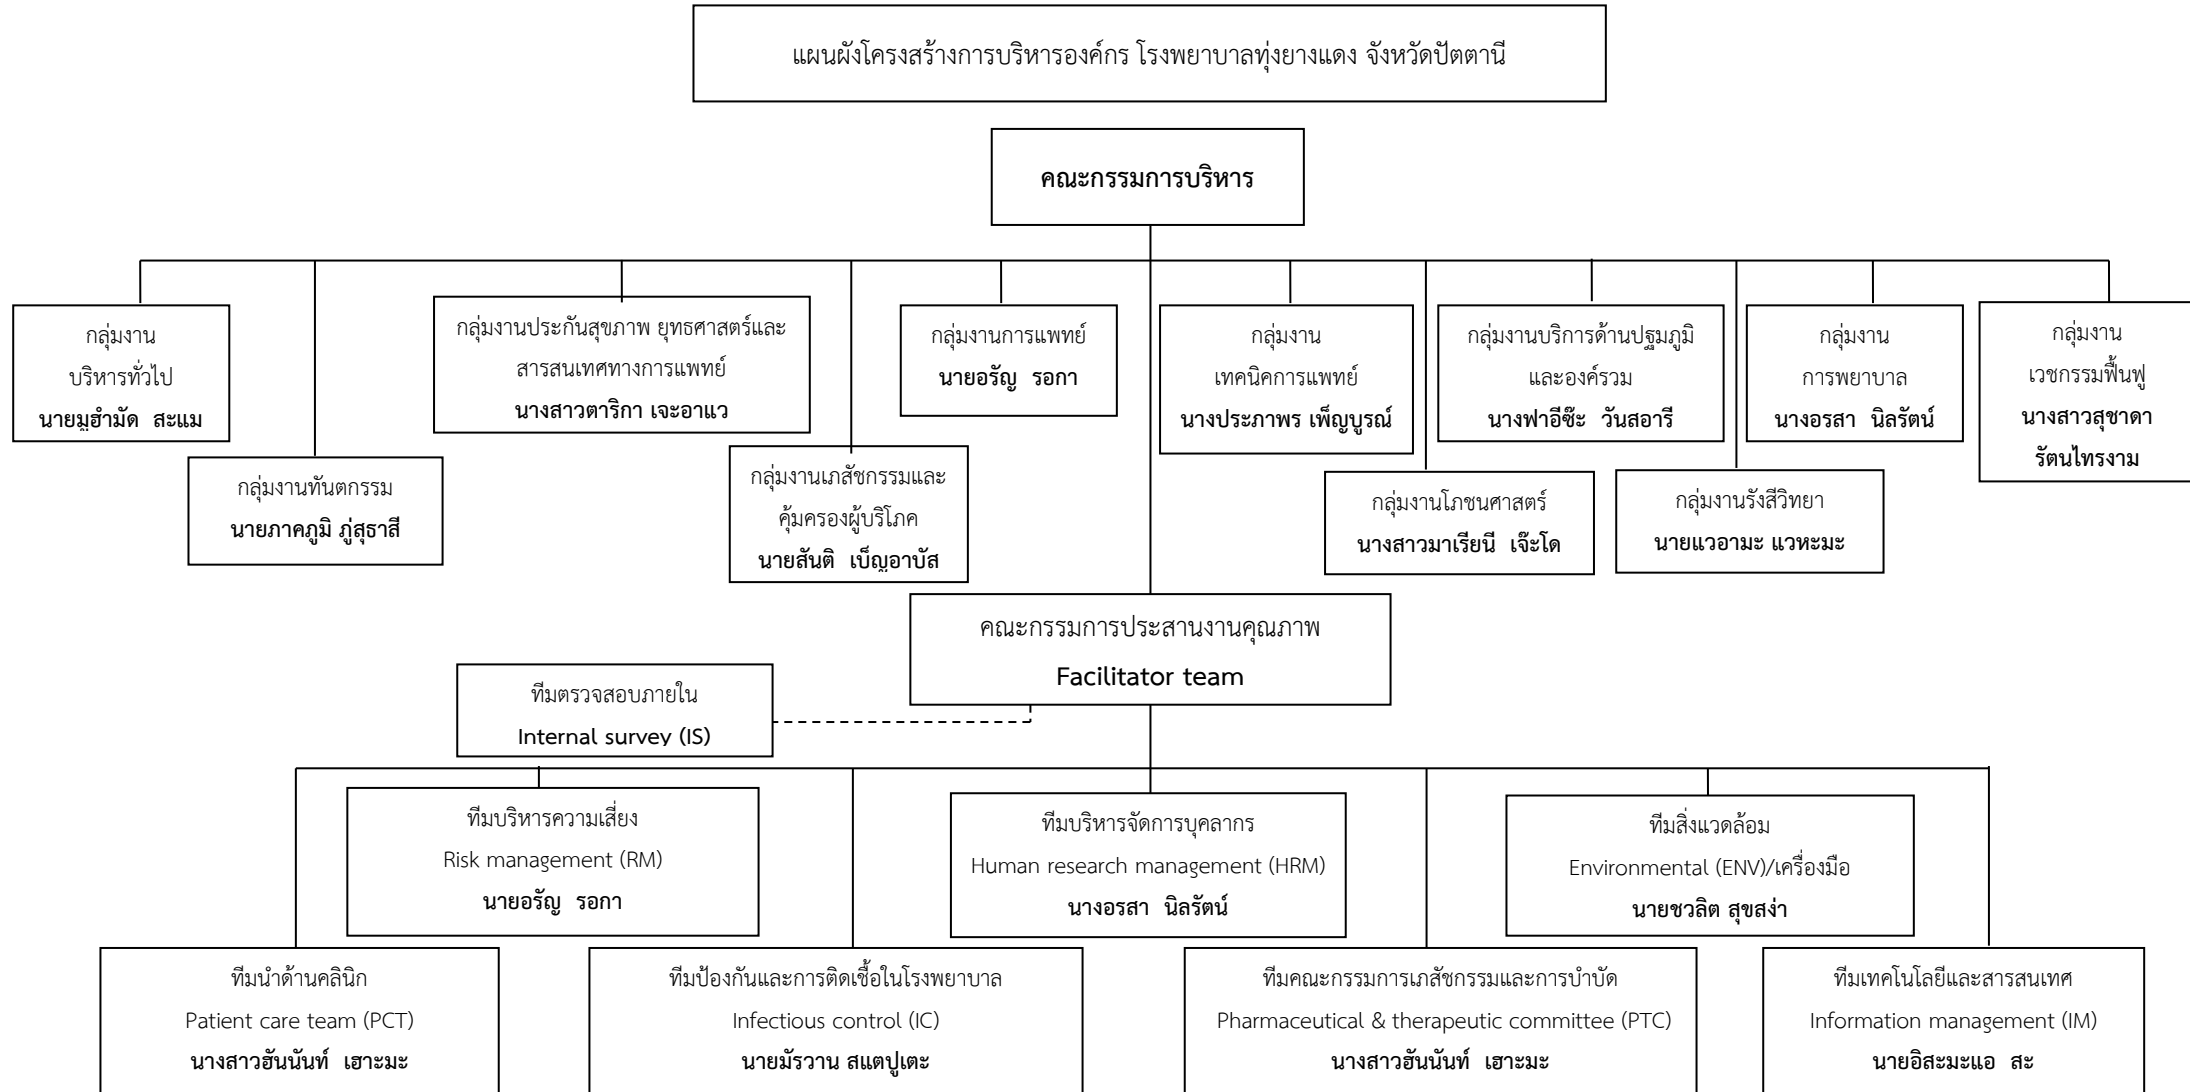 แผนผังโครงสร้างการบริหารองค์กร โรงพยาบาลทุ่งยางแดง จังหวัดปัตตานี
คณะกรรมการบริหาร
กลุ่มงาน
บริหารทั่วไป
นายมูฮำมัด สะแม
กลุ่มงานทันตกรรม
นายภาคภูมิ ภู่สุธาสี
กลุ่มงานประกันสุขภาพ ยุทธศาสตร์และ
สารสนเทศทางการแพทย์
นางสาวตาริกา เจะอาแว
กลุ่มงานเภสัชกรรมและ
คุ้มครองผู้บริโภค
นายสันติ เบ็ญอาบัส
กลุ่มงานการแพทย์
นายอรัญ รอกา
กลุ่มงาน
เทคนิคการแพทย์
นางประภาพร เพ็ญบูรณ์
กลุ่มงานโภชนศาสตร์
นางสาวมาเรียนี เจ๊ะโด
กลุ่มงานบริการด้านปฐมภูมิ
และองค์รวม
นางฟาอีซ๊ะ วันสอารี
กลุ่มงานรังสีวิทยา
นายแวอามะ แวหะมะ
กลุ่มงาน
การพยาบาล
นางอรสา นิลรัตน์
กลุ่มงาน
เวชกรรมฟื้นฟู
นางสาวสุชาดา
รัตนไทรงาม
คณะกรรมการประสานงานคุณภาพ
Facilitator team
ทีมตรวจสอบภายใน
Internal survey (IS)
ทีมบริหารความเสี่ยง
Risk management (RM)
นายอรัญ รอกา
ทีมบริหารจัดการบุคลากร
Human research management (HRM)
นางอรสา นิลรัตน์
ทีมสิ่งแวดล้อม
Environmental (ENV)/เครื่องมือ
นายชวลิต สุขสง่า
ทีมนำด้านคลินิก
Patient care team (PCT)
นางสาวฮันนันท์ เฮาะมะ
ทีมป้องกันและการติดเชื้อในโรงพยาบาล
Infectious control (IC)
นายมัรวาน สแตปูเตะ
ทีมคณะกรรมการเภสัชกรรมและการบำบัด
Pharmaceutical & therapeutic committee (PTC)
นางสาวฮันนันท์ เฮาะมะ
ทีมเทคโนโลยีและสารสนเทศ
Information management (IM)
นายอิสะมะแอ สะ